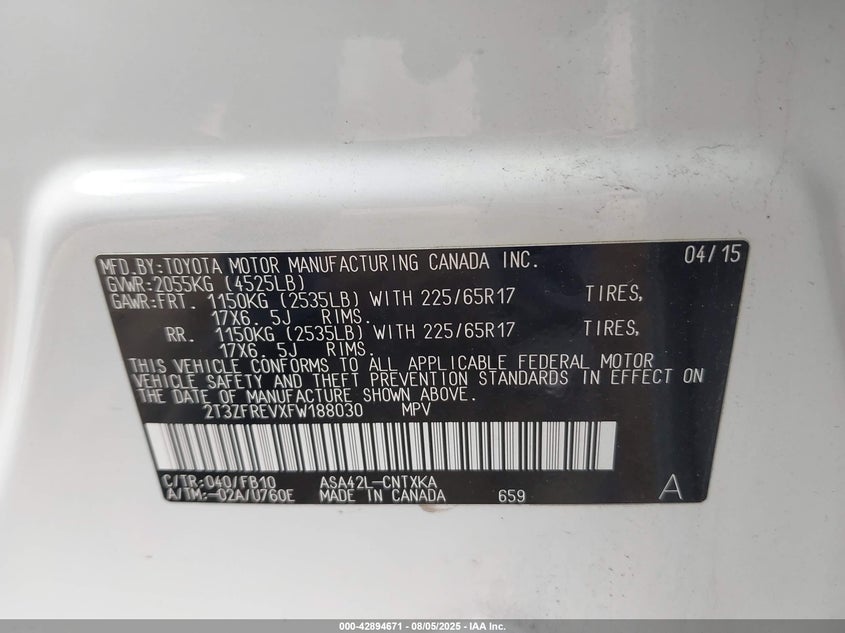 MFD.BY:TOYOTA MOTOR MANUFACTURING CANADA INC. 04/15
GVWR:2055KG (4525LB)
GAWR:FRT. 1150KG (2535LB) WITH 225/65R17 TIRES,
17X6. 5J RIMS.
RR. 1150KG (2535LB) WITH 225/65R17 TIRES,
17X6. 5J RIMS.
THIS VEHICLE CONFORMS TO ALL APPLICABLE FEDERAL MOTOR
VEHICLE SAFETY AND THEFT PREVENTION STANDARDS IN EFFECT ON
THE DATE OF MANUFACTURE SHOWN ABOVE.
2T3ZFREVXFW188030 MPV
C/TR:040/FB10 ASA42L-CNTXKA
A/TM:-02A/U760E MADE IN CANADA 659 A
000-42894671 - 08/05/2025 - IAA Inc.